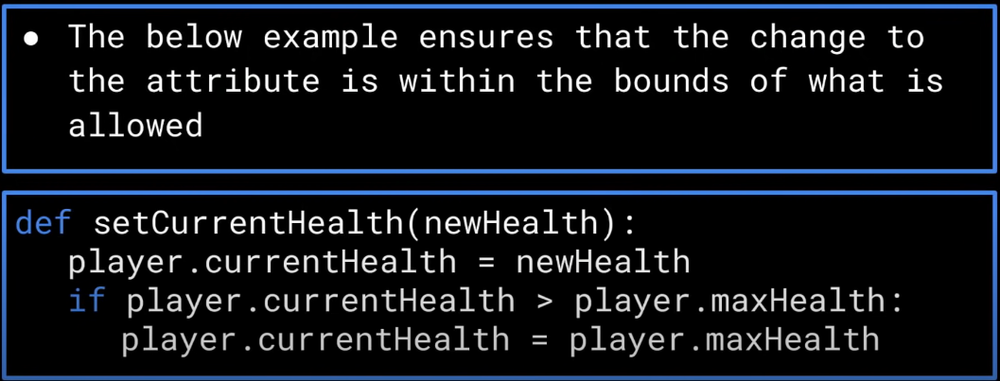 ● The below example ensures that the change to
the attribute is within the bounds of what is
allowed
def setCurrentHealth(newHealth):
player.currentHealth = newHealth
if player.currentHealth > player.maxHealth:
player.currentHealth = player.maxHealth